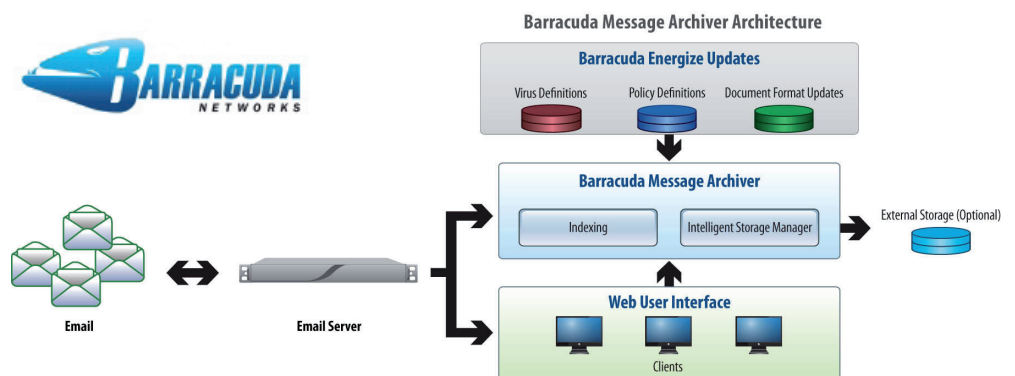 BARRACUDA
NETWORKS
Barracuda Message Archiver Architecture
Barracuda Energize Updates
Virus Definitions
Policy Definitions
Document Format Updates
Barracuda Message Archiver
Indexing
Intelligent Storage Manager
External Storage (Optional)
Email
Email Server
Web User Interface
Clients